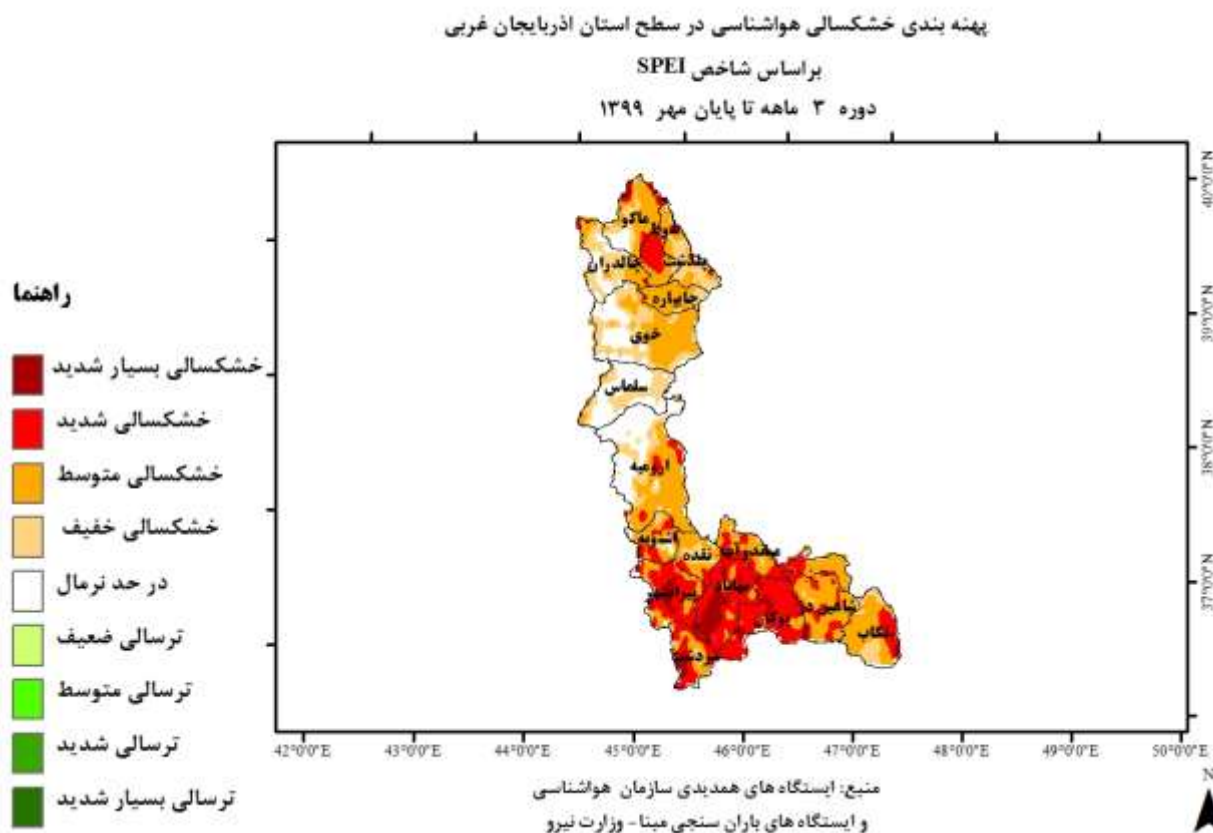 پهنه بندی خشکسالی هواشناسی در سطح استان اذربایجان غربی
براساس شاخص SPEI
دوره ۳ ماهه تا پایان مهر ۱۳۹۹
40°0'0"N
39°0'0"N
38°0'0"N
37°0'0"N
ماکو
شوط
پلدشت
چالدران
چایپاره
خوی
سلماس
ارومیه
اشنویه
نقده
میاندوآب
پیرانشهر
مهاباد
بوکان
شاهین دژ
تکاب
سردشت
راهنما
خشکسالی بسیار شدید
خشکسالی شدید
خشکسالی متوسط
خشکسالی خفیف
در حد نرمال
ترسالی ضعیف
ترسالی متوسط
ترسالی شدید
ترسالی بسیار شدید
42°0'0"E 43°0'0"E 44°0'0"E 45°0'0"E 46°0'0"E 47°0'0"E 48°0'0"E 49°0'0"E 50°0'0"E
N
منبع: ایستگاه های همدیدی سازمان هواشناسی
و ایستگاه های باران سنجی مبنا - وزارت نیرو